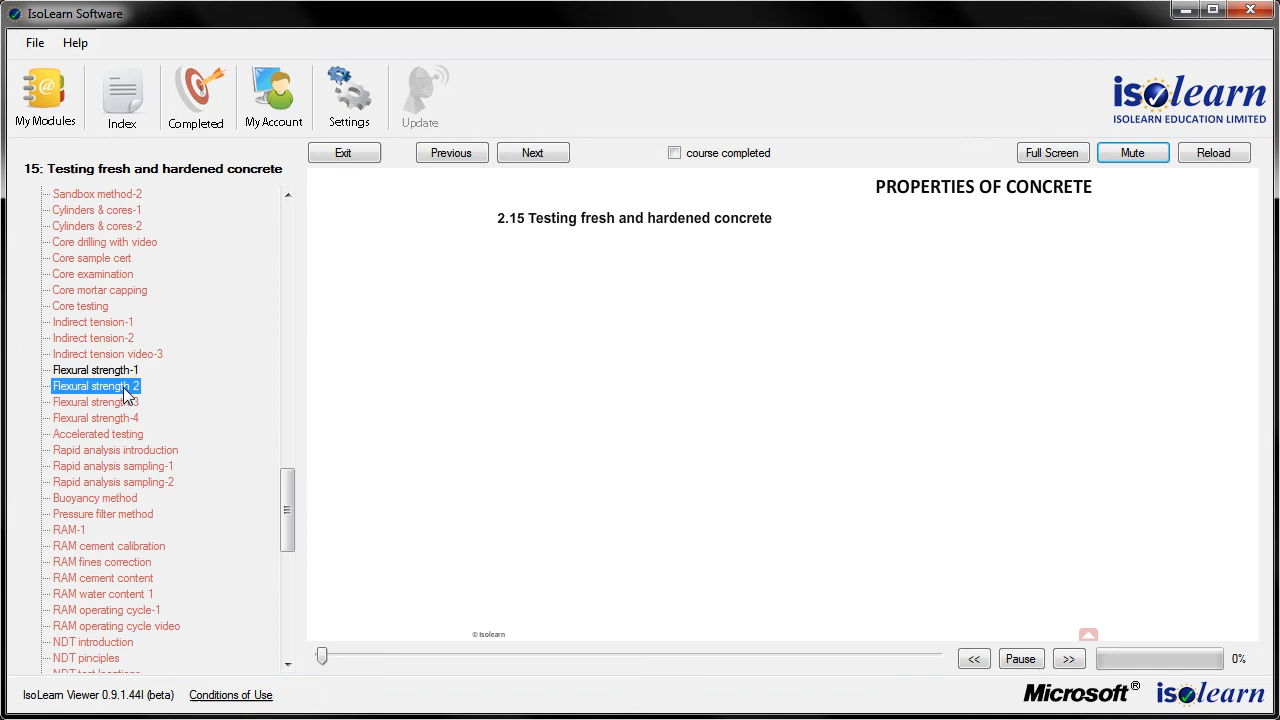 IsoLearn Software
File Help
My Modules Index Completed My Account Settings Update
isolearn
ISOLEARN EDUCATION LIMITED
Exit Previous Next course completed Full Screen Mute Reload
15: Testing fresh and hardened concrete
Sandbox method-2
Cylinders & cores-1
Cylinders & cores-2
Core drilling with video
Core sample cert
Core examination
Core mortar capping
Core testing
Indirect tension-1
Indirect tension-2
Indirect tension video-3
Flexural strength-1
Flexural strength 2
Flexural strength-3
Flexural strength-4
Accelerated testing
Rapid analysis introduction
Rapid analysis sampling-1
Rapid analysis sampling-2
Buoyancy method
Pressure filter method
RAM-1
RAM cement calibration
RAM fines correction
RAM cement content
RAM water content 1
RAM operating cycle-1
RAM operating cycle video
NDT introduction
NDT pinciples
PROPERTIES OF CONCRETE
2.15 Testing fresh and hardened concrete
© Isolearn
<< Pause >> 0%
IsoLearn Viewer 0.9.1.44l (beta) Conditions of Use
Microsoft® isolearn